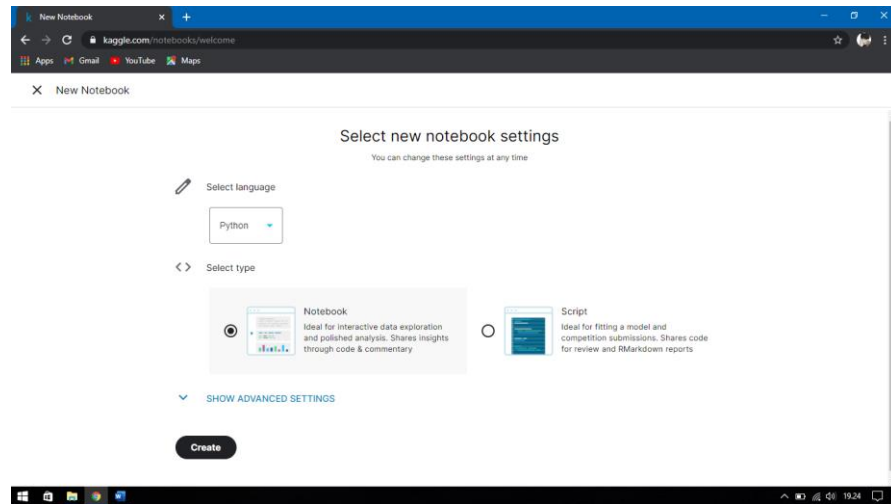 New Notebook
kaggle.com/notebooks/welcome
Apps Gmail YouTube Maps
New Notebook
Select new notebook settings
You can change these settings at any time
Select language
Python
Select type
Notebook
Ideal for interactive data exploration
and polished analysis. Shares insights
through code & commentary
Script
Ideal for fitting a model and
competition submissions. Shares code
for review and RMarkdown reports
SHOW ADVANCED SETTINGS
Create
19.24